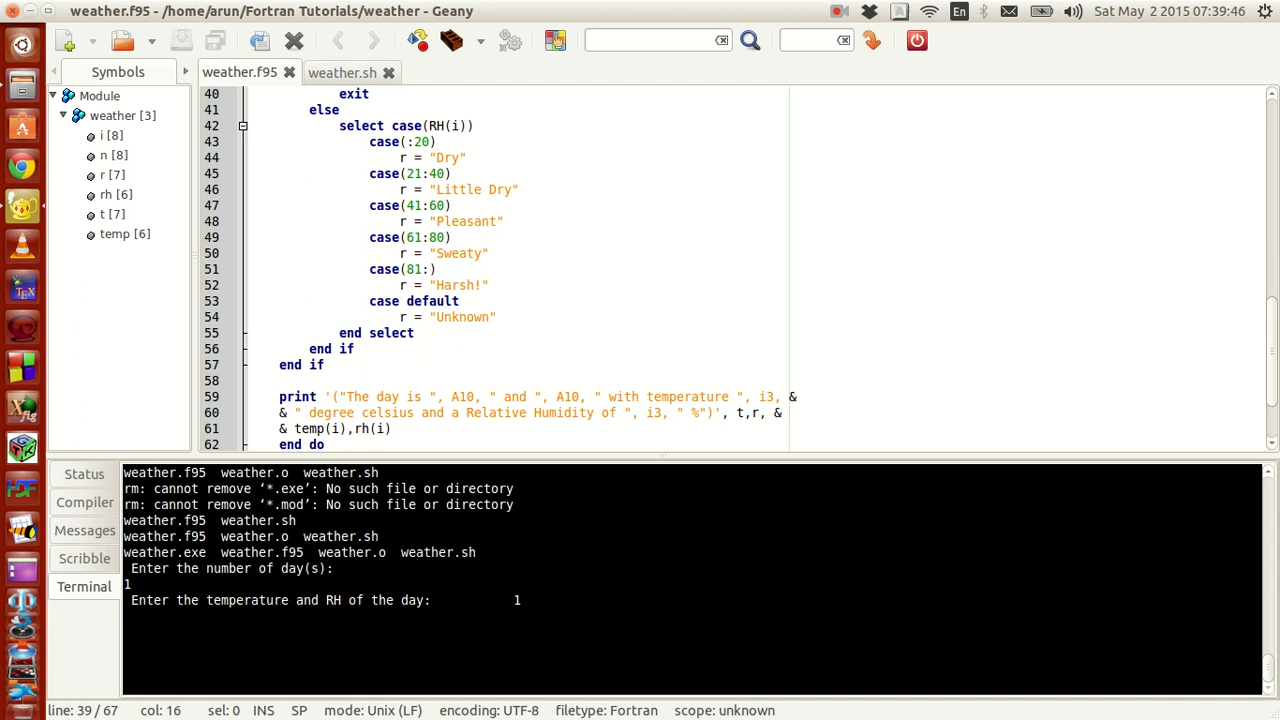 weather.f95 - /home/arun/Fortran Tutorials/weather - Geany
En
Sat May 2 2015 07:39:46
Symbols
weather.f95
weather.sh
Module
weather [3]
i [8]
n [8]
r [7]
rh [6]
t [7]
temp [6]
40 exit
41 else
42 select case(RH(i))
43 case(:20)
44 r = "Dry"
45 case(21:40)
46 r = "Little Dry"
47 case(41:60)
48 r = "Pleasant"
49 case(61:80)
50 r = "Sweaty"
51 case(81:)
52 r = "Harsh!"
53 case default
54 r = "Unknown"
55 end select
56 end if
57 end if
58
59 print '("The day is ", A10, " and ", A10, " with temperature ", i3, &
60 & " degree celsius and a Relative Humidity of ", i3, " %")', t,r, &
61 & temp(i),rh(i)
62 end do
Status
Compiler
Messages
Scribble
Terminal
weather.f95  weather.o  weather.sh
rm: cannot remove ‘*.exe’: No such file or directory
rm: cannot remove ‘*.mod’: No such file or directory
weather.f95  weather.sh
weather.f95  weather.o  weather.sh
weather.exe  weather.f95  weather.o  weather.sh
Enter the number of day(s):
1
Enter the temperature and RH of the day:           1
line: 39 / 67 col: 16 sel: 0 INS SP mode: Unix (LF) encoding: UTF-8 filetype: Fortran scope: unknown